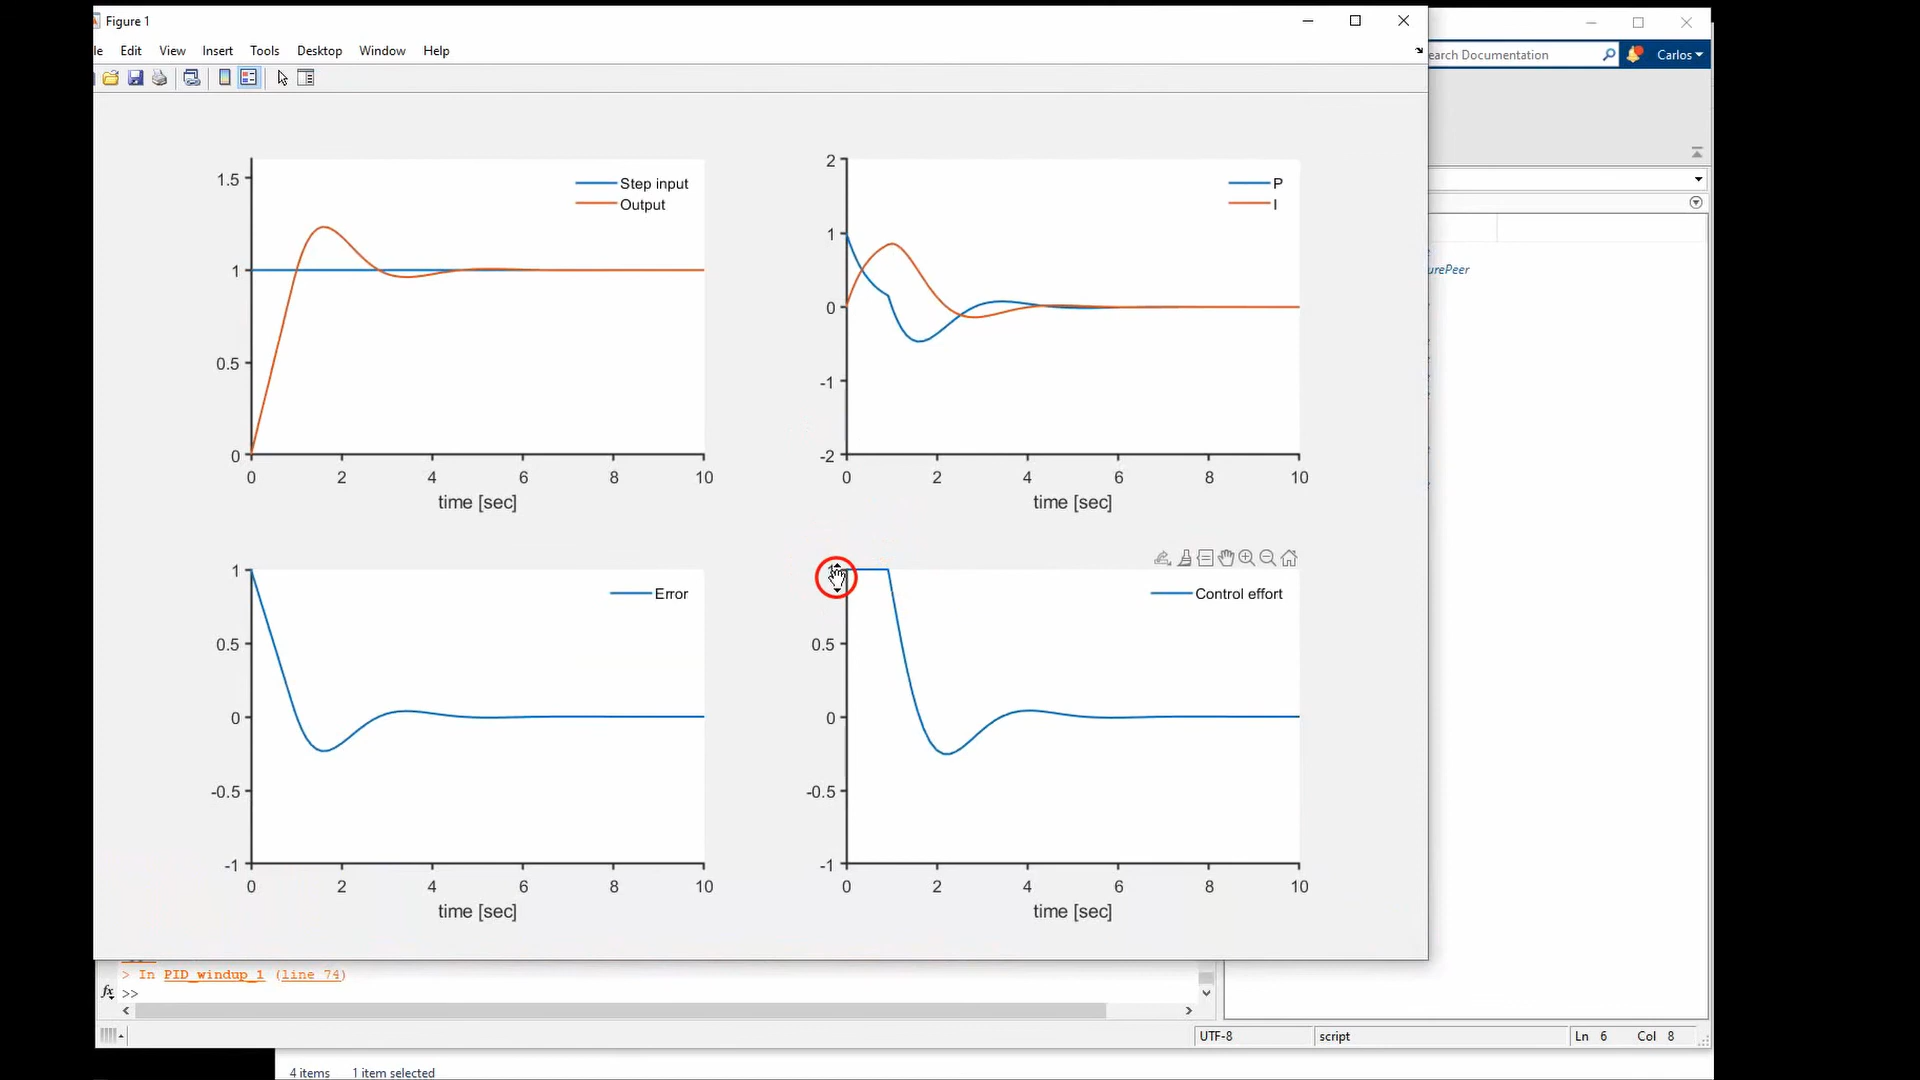 Figure 1
le Edit View Insert Tools Desktop Window Help
earch Documentation
Carlos
1.5
1
0.5
0
0 2 4 6 8 10
time [sec]
Step input
Output
2
1
0
-1
-2
0 2 4 6 8 10
time [sec]
P
I
urePeer
1
0.5
0
-0.5
-1
0 2 4 6 8 10
time [sec]
Error
0.5
0
-0.5
-1
0 2 4 6 8 10
time [sec]
Control effort
> In PID_windup_1 (line 74)
fx >>
UTF-8 script Ln 6 Col 8
4 items 1 item selected